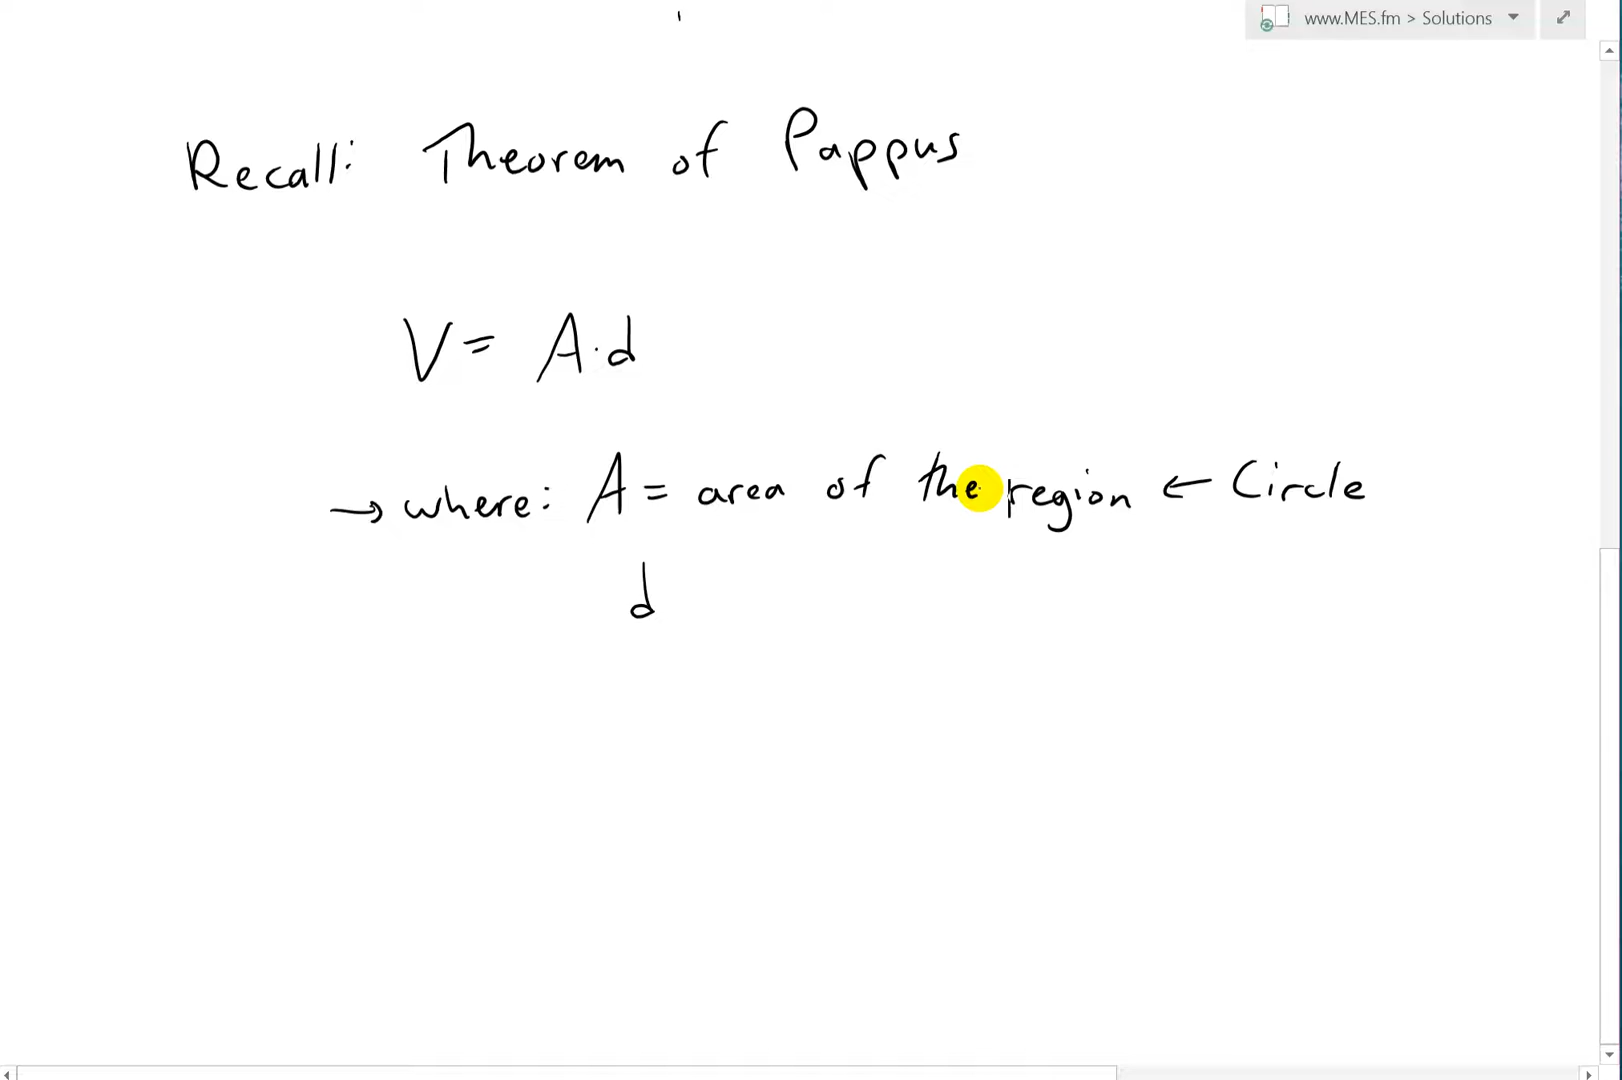 www.MES.fm > Solutions
Recall: Theorem of Pappus
V = A·d
→ where: A = area of the region ← Circle
d